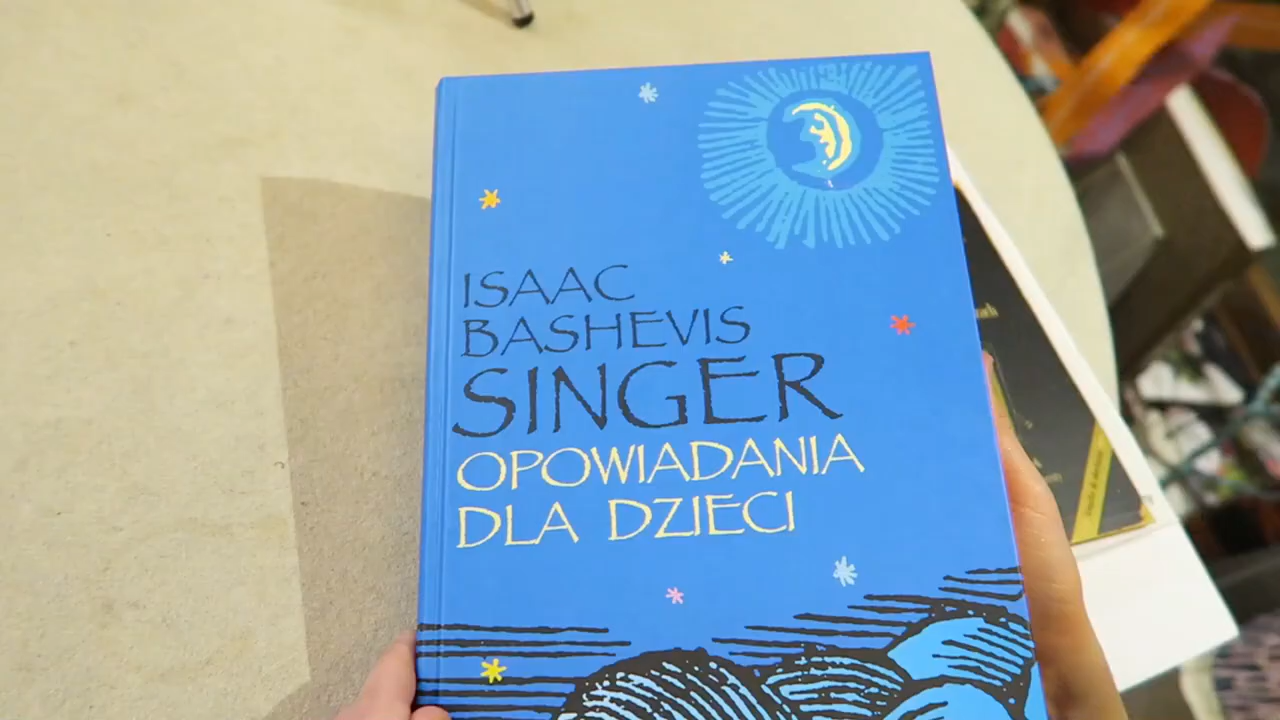 ISAAC
BASHEVIS
SINGER
OPOWIADANIA
DLA DZIECI